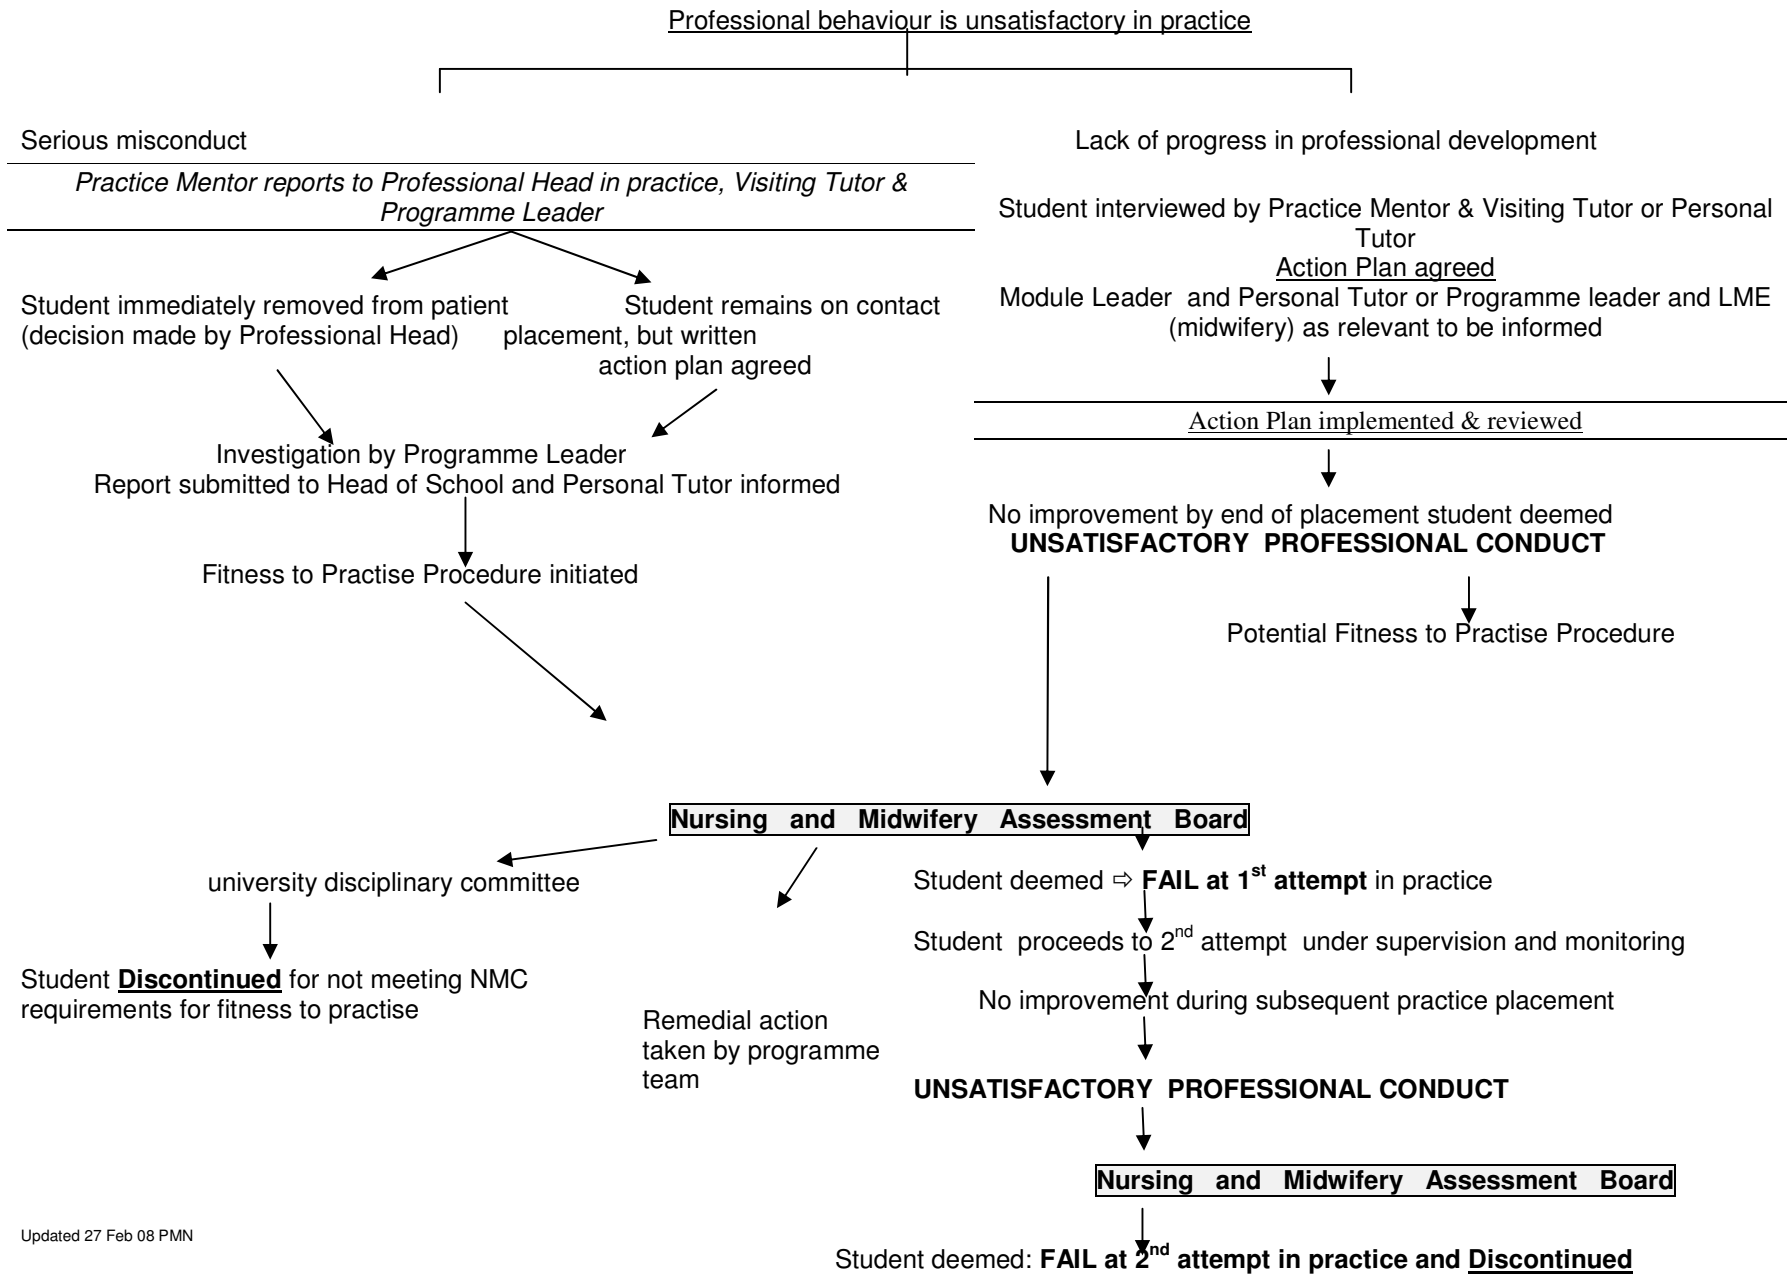 Professional behaviour is unsatisfactory in practice
Serious misconduct
Practice Mentor reports to Professional Head in practice, Visiting Tutor &
Programme Leader
Student immediately removed from patient Student remains on contact
(decision made by Professional Head) placement, but written
action plan agreed
Investigation by Programme Leader
Report submitted to Head of School and Personal Tutor informed
Fitness to Practise Procedure initiated
Lack of progress in professional development
Student interviewed by Practice Mentor & Visiting Tutor or Personal
Tutor
Action Plan agreed
Module Leader and Personal Tutor or Programme leader and LME
(midwifery) as relevant to be informed
Action Plan implemented & reviewed
No improvement by end of placement student deemed
UNSATISFACTORY PROFESSIONAL CONDUCT
Potential Fitness to Practise Procedure
Nursing and Midwifery Assessment Board
university disciplinary committee
Student Discontinued for not meeting NMC
requirements for fitness to practise
Remedial action
taken by programme
team
Student deemed ⇨ FAIL at 1st attempt in practice
Student proceeds to 2nd attempt under supervision and monitoring
No improvement during subsequent practice placement
UNSATISFACTORY PROFESSIONAL CONDUCT
Nursing and Midwifery Assessment Board
Student deemed: FAIL at 2nd attempt in practice and Discontinued
Updated 27 Feb 08 PMN